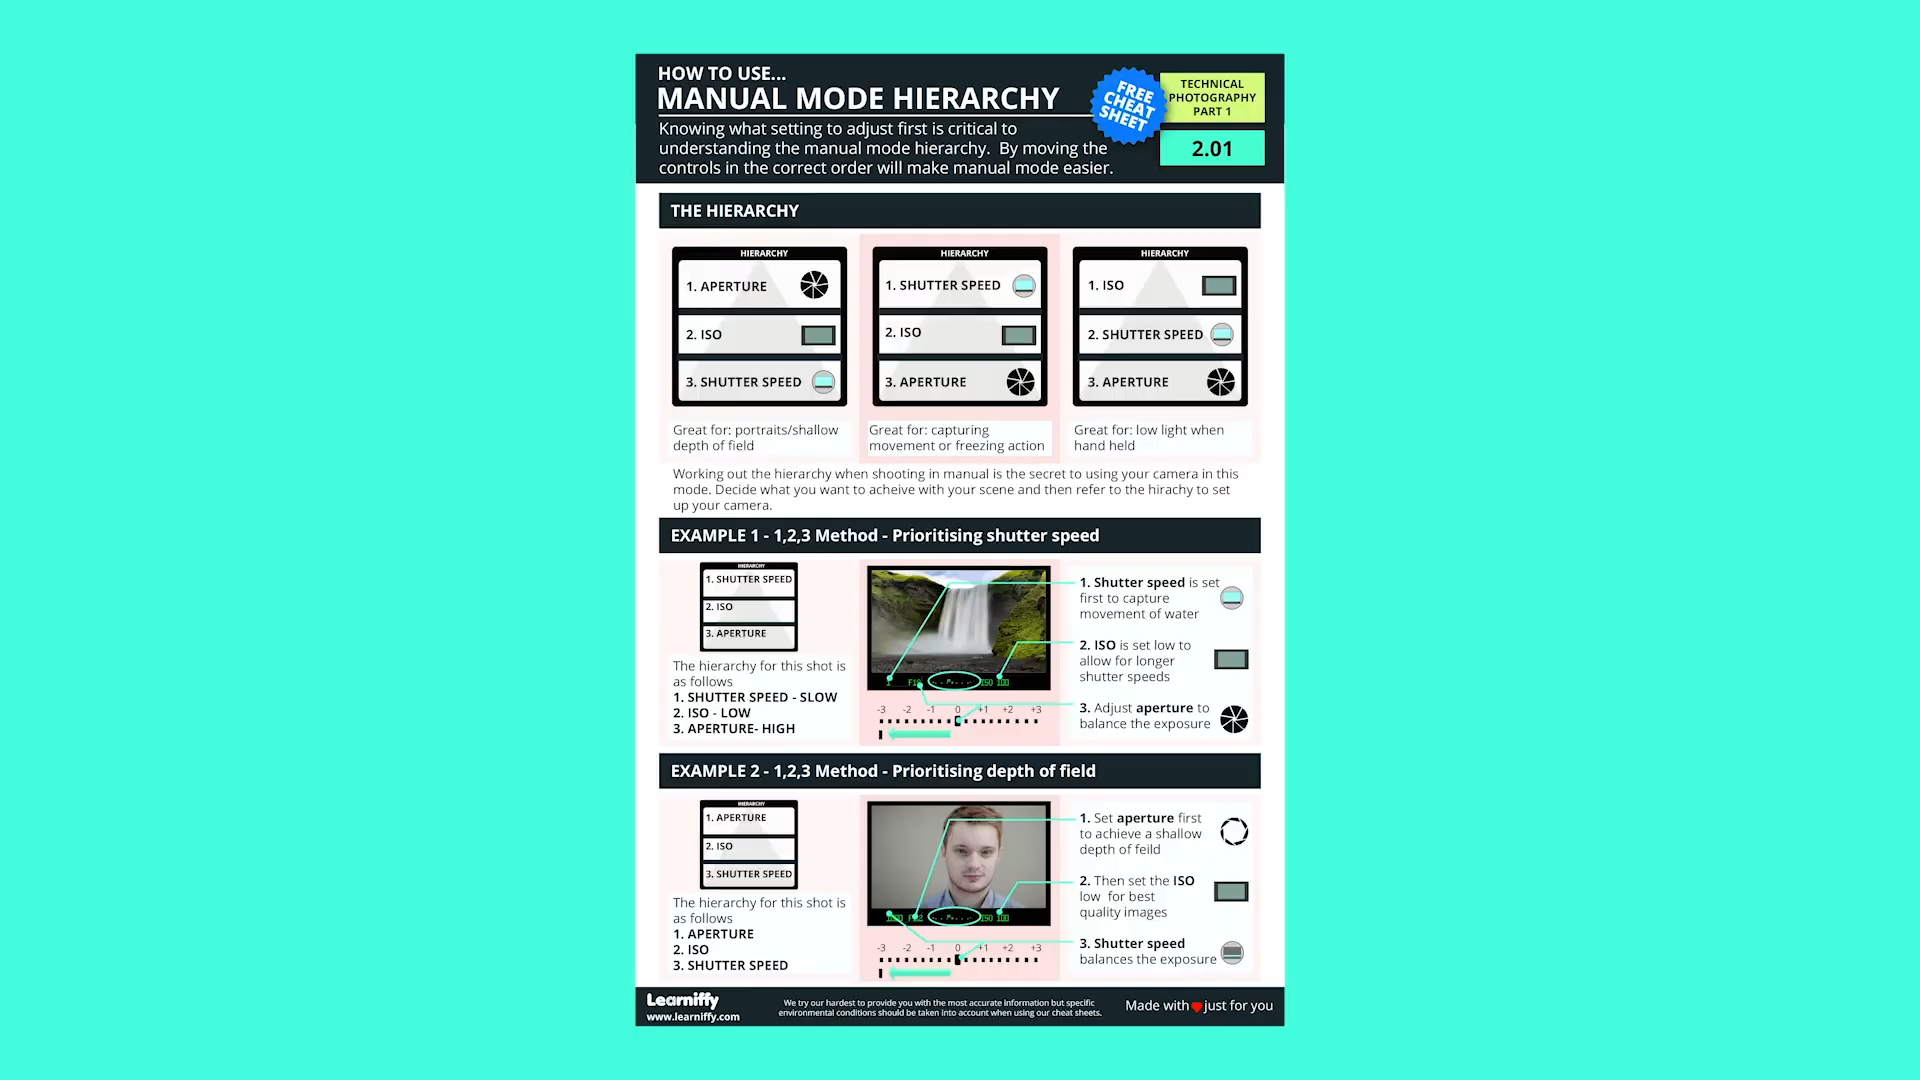 HOW TO USE...
MANUAL MODE HIERARCHY
Knowing what setting to adjust first is critical to
understanding the manual mode hierarchy. By moving the
controls in the correct order will make manual mode easier.
FREE
CHEAT
SHEET
TECHNICAL
PHOTOGRAPHY
PART 1
2.01
THE HIERARCHY
HIERARCHY
1. APERTURE
2. ISO
3. SHUTTER SPEED
Great for: portraits/shallow
depth of field
HIERARCHY
1. SHUTTER SPEED
2. ISO
3. APERTURE
Great for: capturing
movement or freezing action
HIERARCHY
1. ISO
2. SHUTTER SPEED
3. APERTURE
Great for: low light when
hand held
Working out the hierarchy when shooting in manual is the secret to using your camera in this
mode. Decide what you want to acheive with your scene and then refer to the hirachy to set
up your camera.
EXAMPLE 1 - 1,2,3 Method - Prioritising shutter speed
HIERARCHY
1. SHUTTER SPEED
2. ISO
3. APERTURE
The hierarchy for this shot is
as follows
1. SHUTTER SPEED - SLOW
2. ISO - LOW
3. APERTURE- HIGH
ISO 100
-3 -2 -1 0 +1 +2 +3
1. Shutter speed is set
first to capture
movement of water
2. ISO is set low to
allow for longer
shutter speeds
3. Adjust aperture to
balance the exposure
EXAMPLE 2 - 1,2,3 Method - Prioritising depth of field
HIERARCHY
1. APERTURE
2. ISO
3. SHUTTER SPEED
The hierarchy for this shot is
as follows
1. APERTURE
2. ISO
3. SHUTTER SPEED
ISO 100
-3 -2 -1 0 +1 +2 +3
1. Set aperture first
to achieve a shallow
depth of feild
2. Then set the ISO
low for best
quality images
3. Shutter speed
balances the exposure
Learniffy
www.learniffy.com
We try our hardest to provide you with the most accurate information but specific
environmental conditions should be taken into account when using our cheat sheets.
Made with just for you